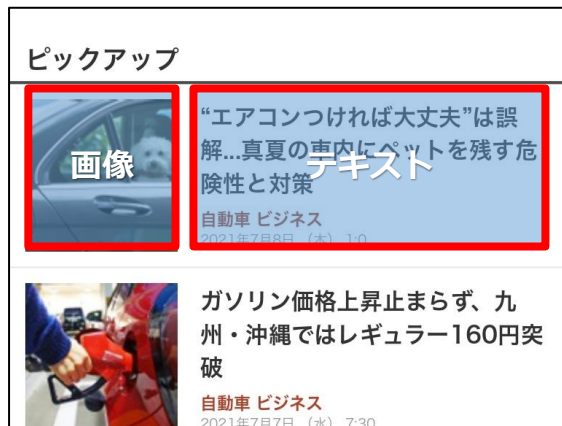 ピックアップ
画像
テキスト
“エアコンつければ大丈夫”は誤
解...真夏の車内にペットを残す危
険性と対策
自動車 ビジネス
2021年7月8日 (木) 1:0
ガソリン価格上昇止まらず、九
州・沖縄ではレギュラー160円突
破
自動車 ビジネス
2021年7月7日 (水) 7:30